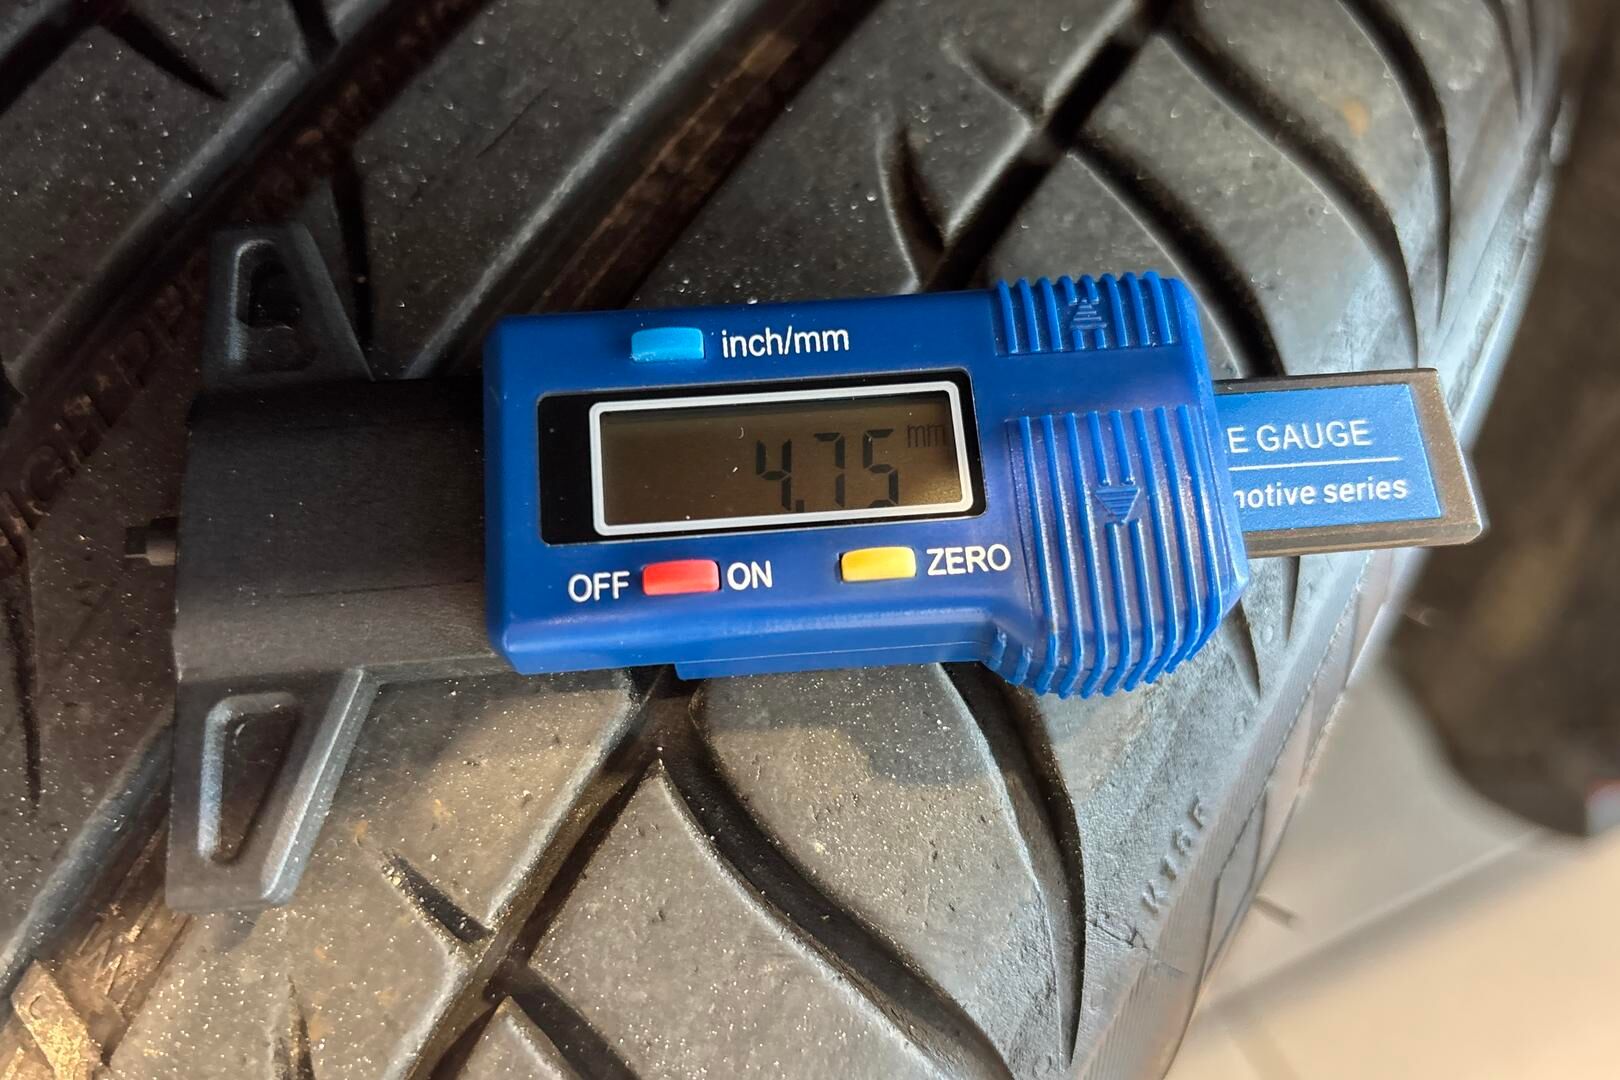 inch/mm
4.75 mm
OFF ON ZERO
E GAUGE
motive series